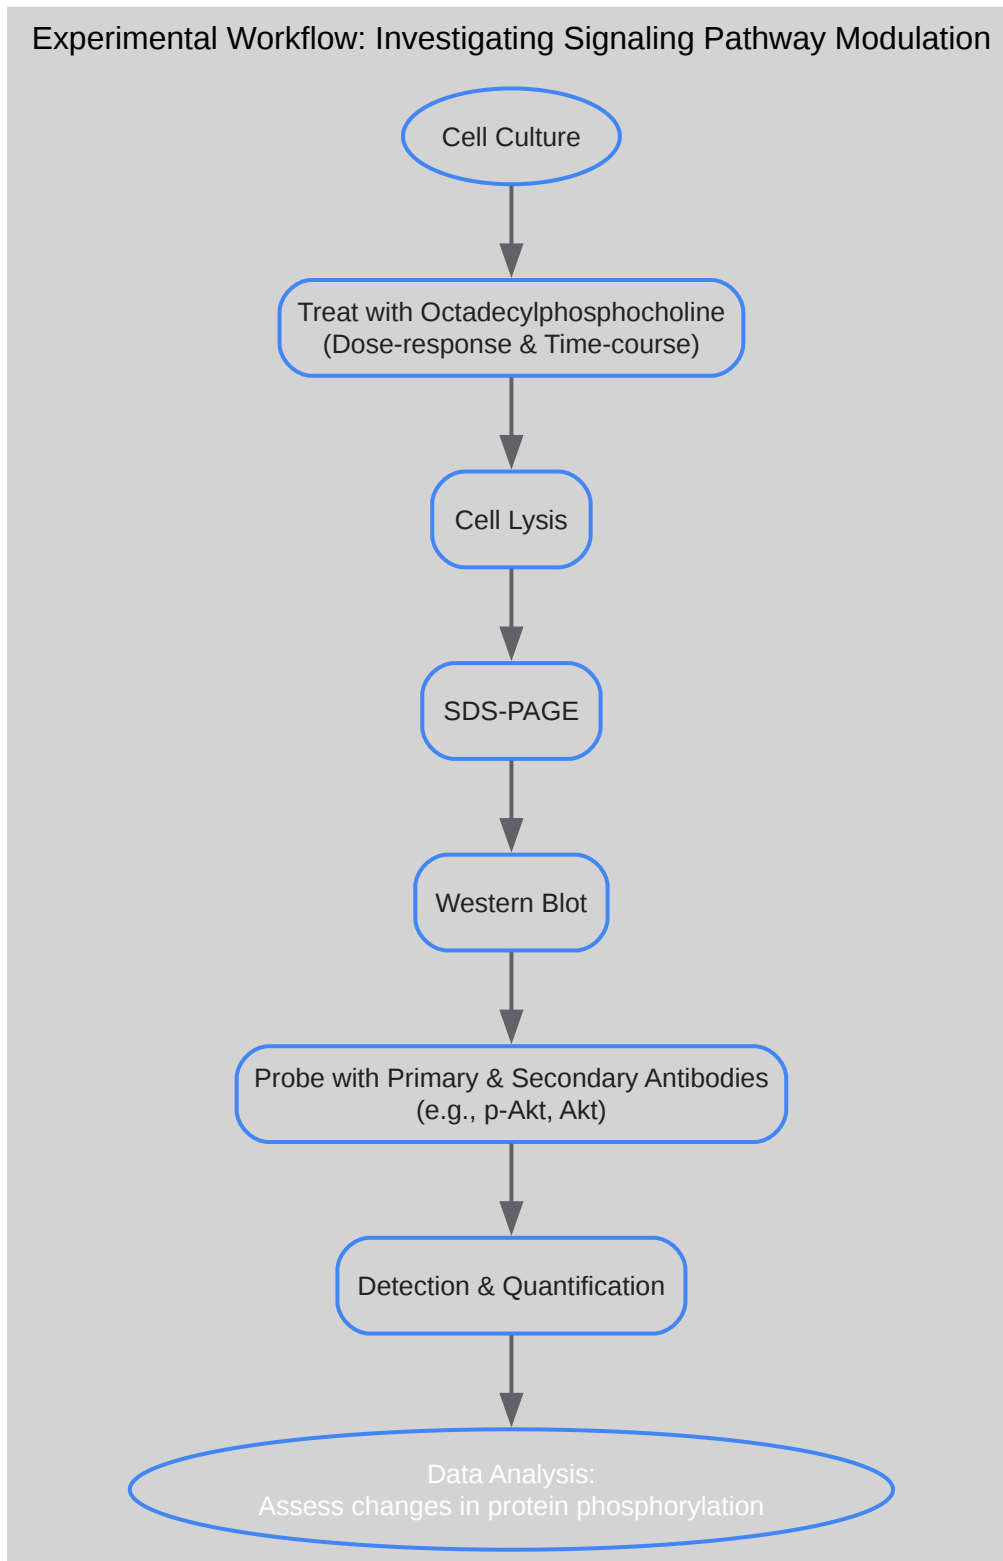 Experimental Workflow: Investigating Signaling Pathway Modulation
Cell Culture
Treat with Octadecylphosphocholine
(Dose-response & Time-course)
Cell Lysis
SDS-PAGE
Western Blot
Probe with Primary & Secondary Antibodies
(e.g., p-Akt, Akt)
Detection & Quantification
Data Analysis:
Assess changes in protein phosphorylation